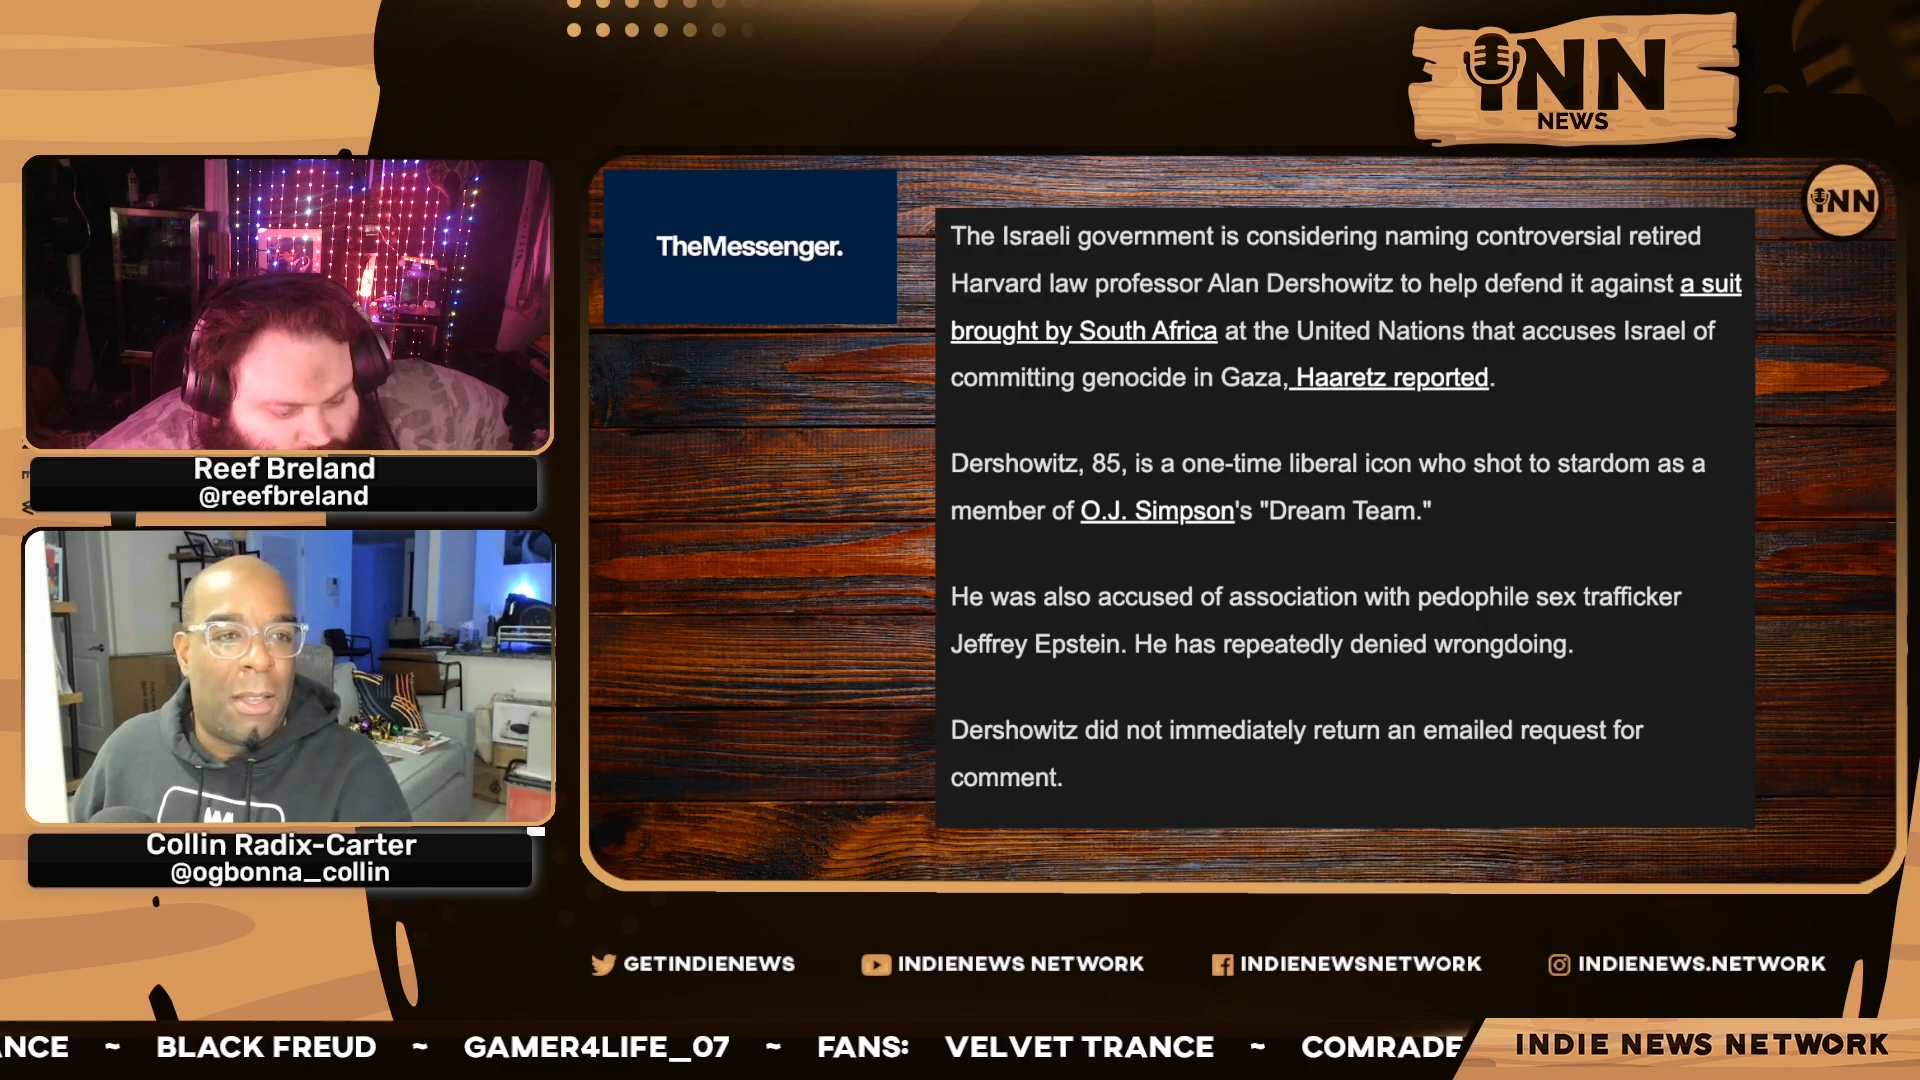 iNN
NEWS
iNN
TheMessenger.
The Israeli government is considering naming controversial retired
Harvard law professor Alan Dershowitz to help defend it against a suit
brought by South Africa at the United Nations that accuses Israel of
committing genocide in Gaza, Haaretz reported.
Dershowitz, 85, is a one-time liberal icon who shot to stardom as a
member of O.J. Simpson's "Dream Team."
He was also accused of association with pedophile sex trafficker
Jeffrey Epstein. He has repeatedly denied wrongdoing.
Dershowitz did not immediately return an emailed request for
comment.
Reef Breland
@reefbreland
Collin Radix-Carter
@ogbonna_collin
GETINDIENEWS
INDIENEWS NETWORK
INDIENEWSNETWORK
INDIENEWS.NETWORK
NCE ~ BLACK FREUD ~ GAMER4LIFE_07 ~ FANS: VELVET TRANCE ~ COMRADE
INDIE NEWS NETWORK